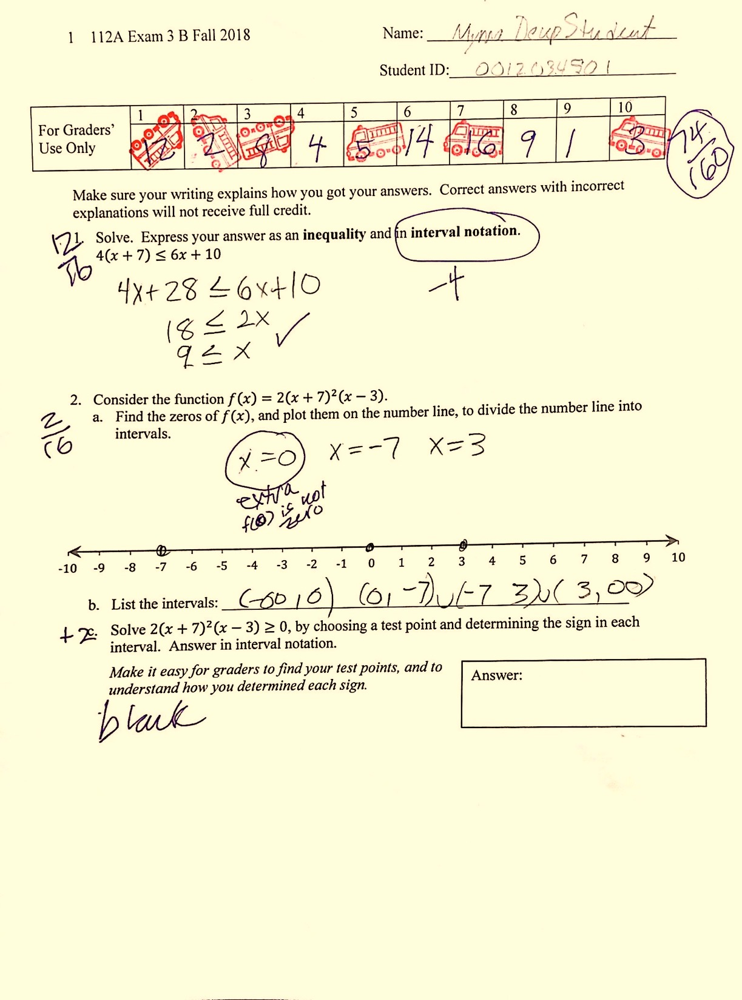 1 112A Exam 3 B Fall 2018
Name: Myma Deup Student
Student ID: 0012034501
For Graders' Use Only
1 2 3 4 5 6 7 8 9 10
12 2 8 4 5 14 16 9 1 3
74/160
Make sure your writing explains how you got your answers. Correct answers with incorrect
explanations will not receive full credit.
12/16
1. Solve. Express your answer as an inequality and in interval notation.
4(x + 7) ≤ 6x + 10
4x+28 ≤ 6x+10
-4
18 ≤ 2x ✓
9 ≤ x
2. Consider the function f(x) = 2(x + 7)²(x − 3).
2/16
a. Find the zeros of f(x), and plot them on the number line, to divide the number line into
intervals.
x=0 x=-7 x=3
extra
f(0) is not
zero
-10 -9 -8 -7 -6 -5 -4 -3 -2 -1 0 1 2 3 4 5 6 7 8 9 10
b. List the intervals: (-∞,0) (0,-7)∪(-7 3)∪(3,∞)
+2
c. Solve 2(x + 7)²(x − 3) ≥ 0, by choosing a test point and determining the sign in each
interval. Answer in interval notation.
Make it easy for graders to find your test points, and to
understand how you determined each sign.
Answer:
blank